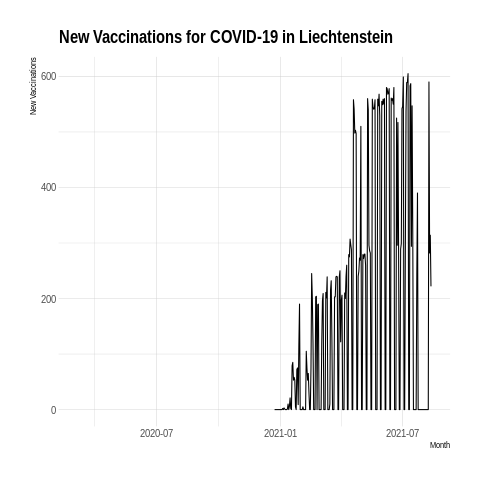 New Vaccinations for COVID-19 in Liechtenstein
New Vaccinations
600
400
200
0
2020-07
2021-01
2021-07
Month